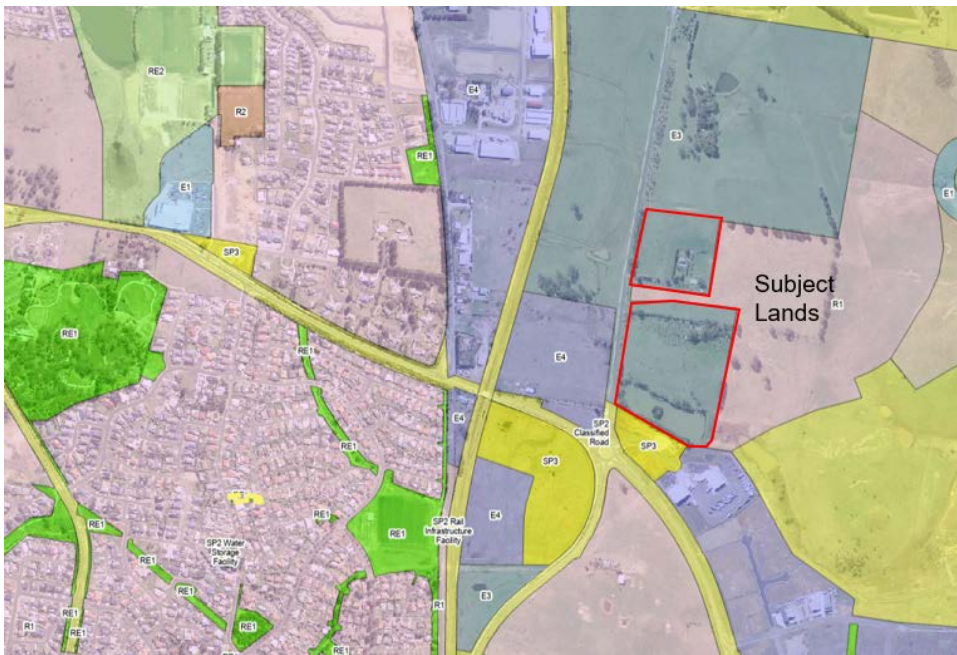 RE2
R2
E4
E3
RE1
E1
E1
SP3
Subject
Lands
R1
RE1
RE1
E4
E4
SP2
Classified
Road
SP3
SP3
RE1
RE1
RE1
RE1
SP2 Rail
Infrastructure
Facility
E4
SP2 Water
Storage
Facility
RE1
RE1
E3
R1
R1
RE1
RE1
RE1
RE1